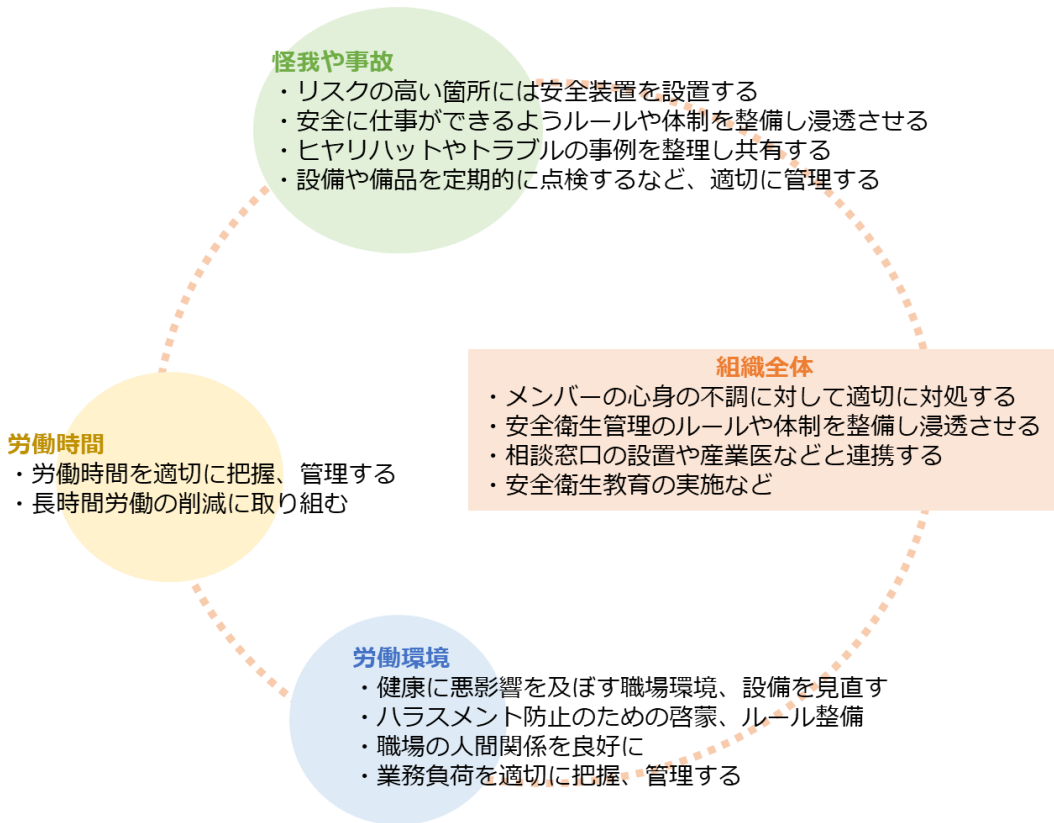 怪我や事故
・リスクの高い箇所には安全装置を設置する
・安全に仕事ができるようルールや体制を整備し浸透させる
・ヒヤリハットやトラブルの事例を整理し共有する
・設備や備品を定期的に点検するなど、適切に管理する
組織全体
・メンバーの心身の不調に対して適切に対処する
・安全衛生管理のルールや体制を整備し浸透させる
・相談窓口の設置や産業医などと連携する
・安全衛生教育の実施など
労働時間
・労働時間を適切に把握、管理する
・長時間労働の削減に取り組む
労働環境
・健康に悪影響を及ぼす職場環境、設備を見直す
・ハラスメント防止のための啓蒙、ルール整備
・職場の人間関係を良好に
・業務負荷を適切に把握、管理する